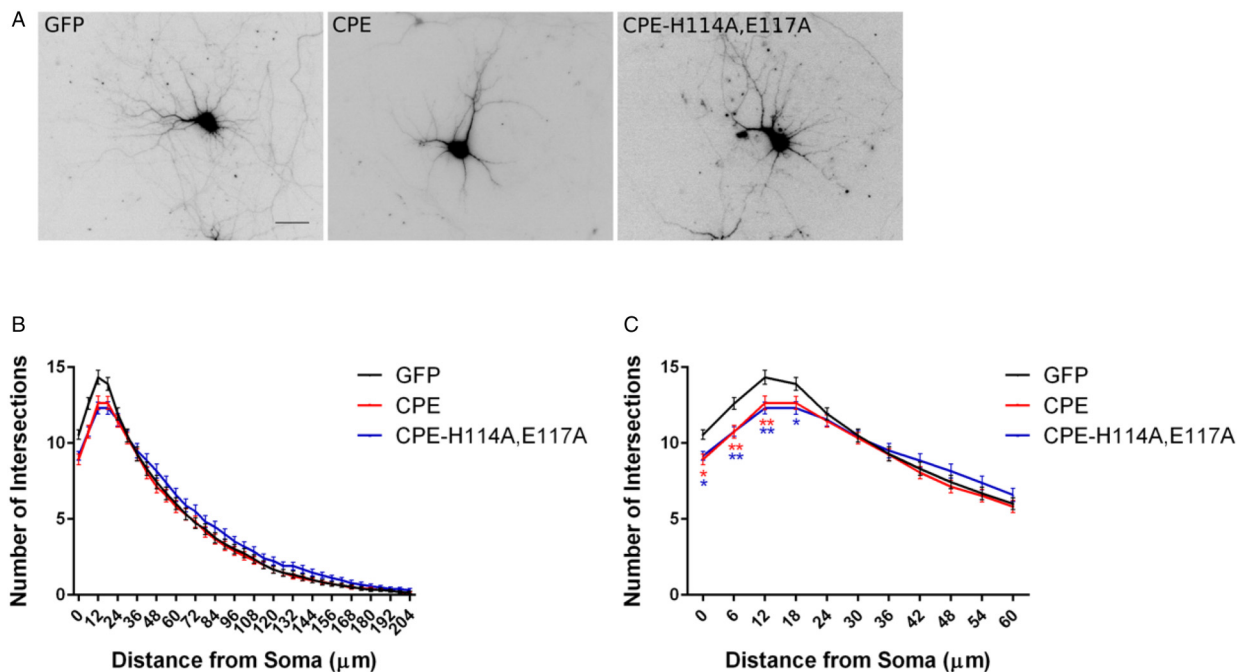 A
GFP
CPE
CPE-H114A,E117A
B
15
10
5
0
Number of Intersections
GFP
CPE
CPE-H114A,E117A
0 12 24 36 48 60 72 84 96 108 120 132 144 156 168 180 192 204
Distance from Soma (μm)
C
15
10
5
0
Number of Intersections
GFP
CPE
CPE-H114A,E117A
** ** *
* ** **
*
0 6 12 18 24 30 36 42 48 54 60
Distance from Soma (μm)